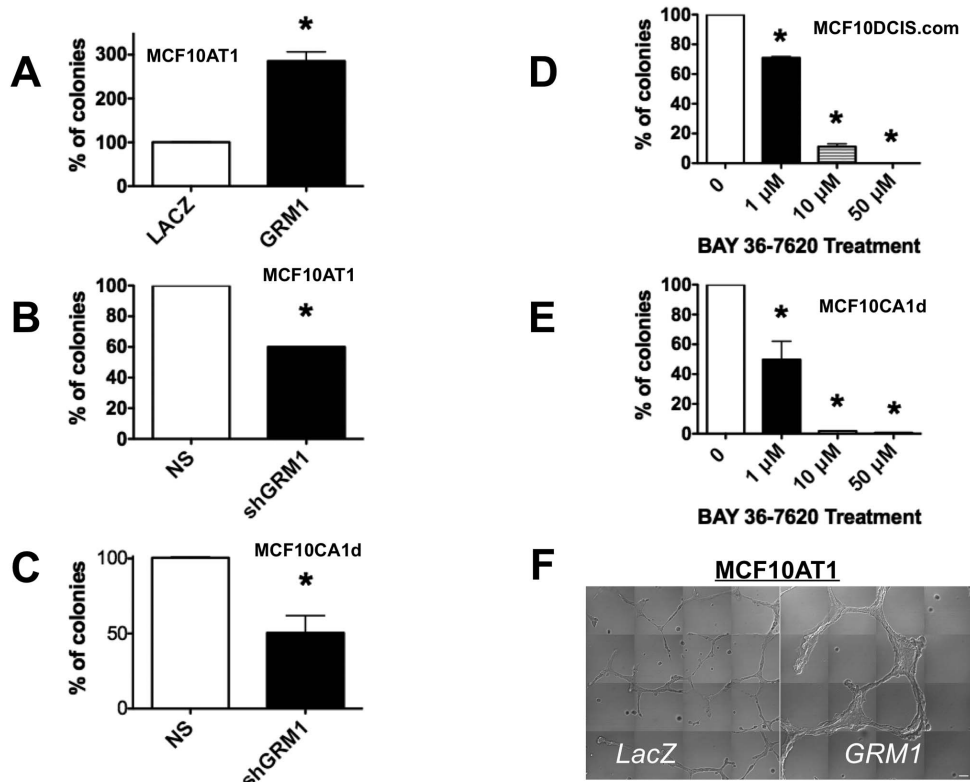 A
MCF10AT1
% of colonies
300
200
100
0
LACZ
GRM1
*
B
MCF10AT1
% of colonies
100
80
60
40
20
0
NS
shGRM1
*
C
MCF10CA1d
% of colonies
100
50
0
NS
shGRM1
*
D
MCF10DCIS.com
% of colonies
100
80
60
40
20
0
0
1 µM
10 µM
50 µM
* * *
BAY 36-7620 Treatment
E
MCF10CA1d
% of colonies
100
80
60
40
20
0
0
1 µM
10 µM
50 µM
* * *
BAY 36-7620 Treatment
F
MCF10AT1
LacZ
GRM1